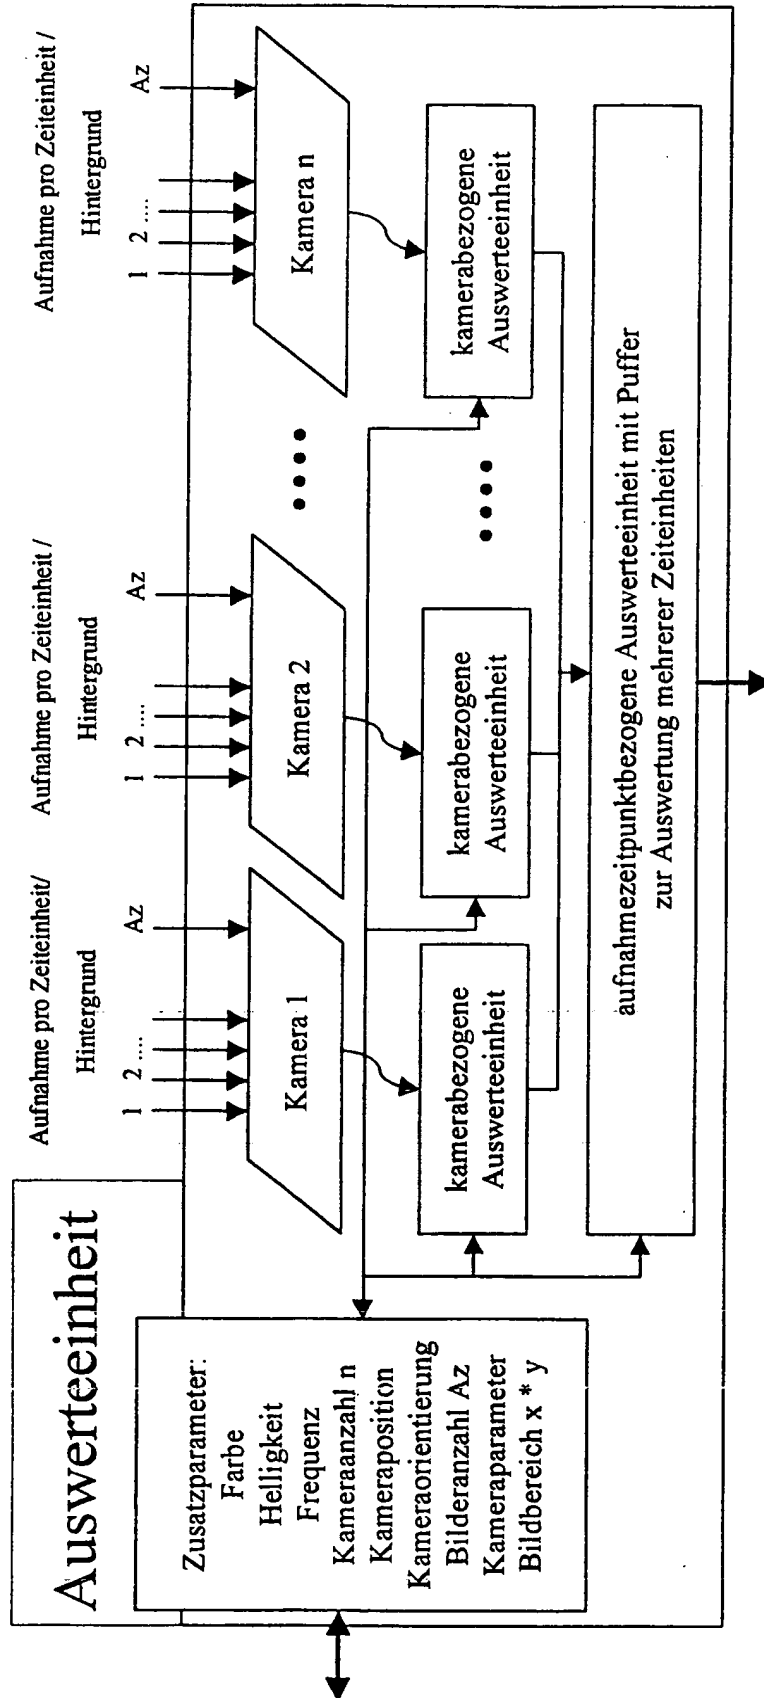 Auswerteeinheit
Zusatzparameter:
Farbe
Helligkeit
Frequenz
Kameraanzahl n
Kameraposition
Kameraorientierung
Bilderanzahl Az
Kameraparameter
Bildbereich x * y
Aufnahme pro Zeiteinheit/
Hintergrund
1 2 .... Az
Kamera 1
kamerabezogene
Auswerteeinheit
Aufnahme pro Zeiteinheit /
Hintergrund
1 2 .... Az
Kamera 2
kamerabezogene
Auswerteeinheit
Aufnahme pro Zeiteinheit /
Hintergrund
1 2 .... Az
Kamera n
kamerabezogene
Auswerteeinheit
aufnahmezeitpunktbezogene Auswerteeinheit mit Puffer
zur Auswertung mehrerer Zeiteinheiten